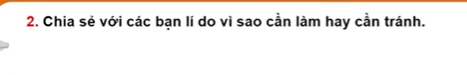 2. Chia sẻ với các bạn lí do vì sao cần làm hay cần tránh.